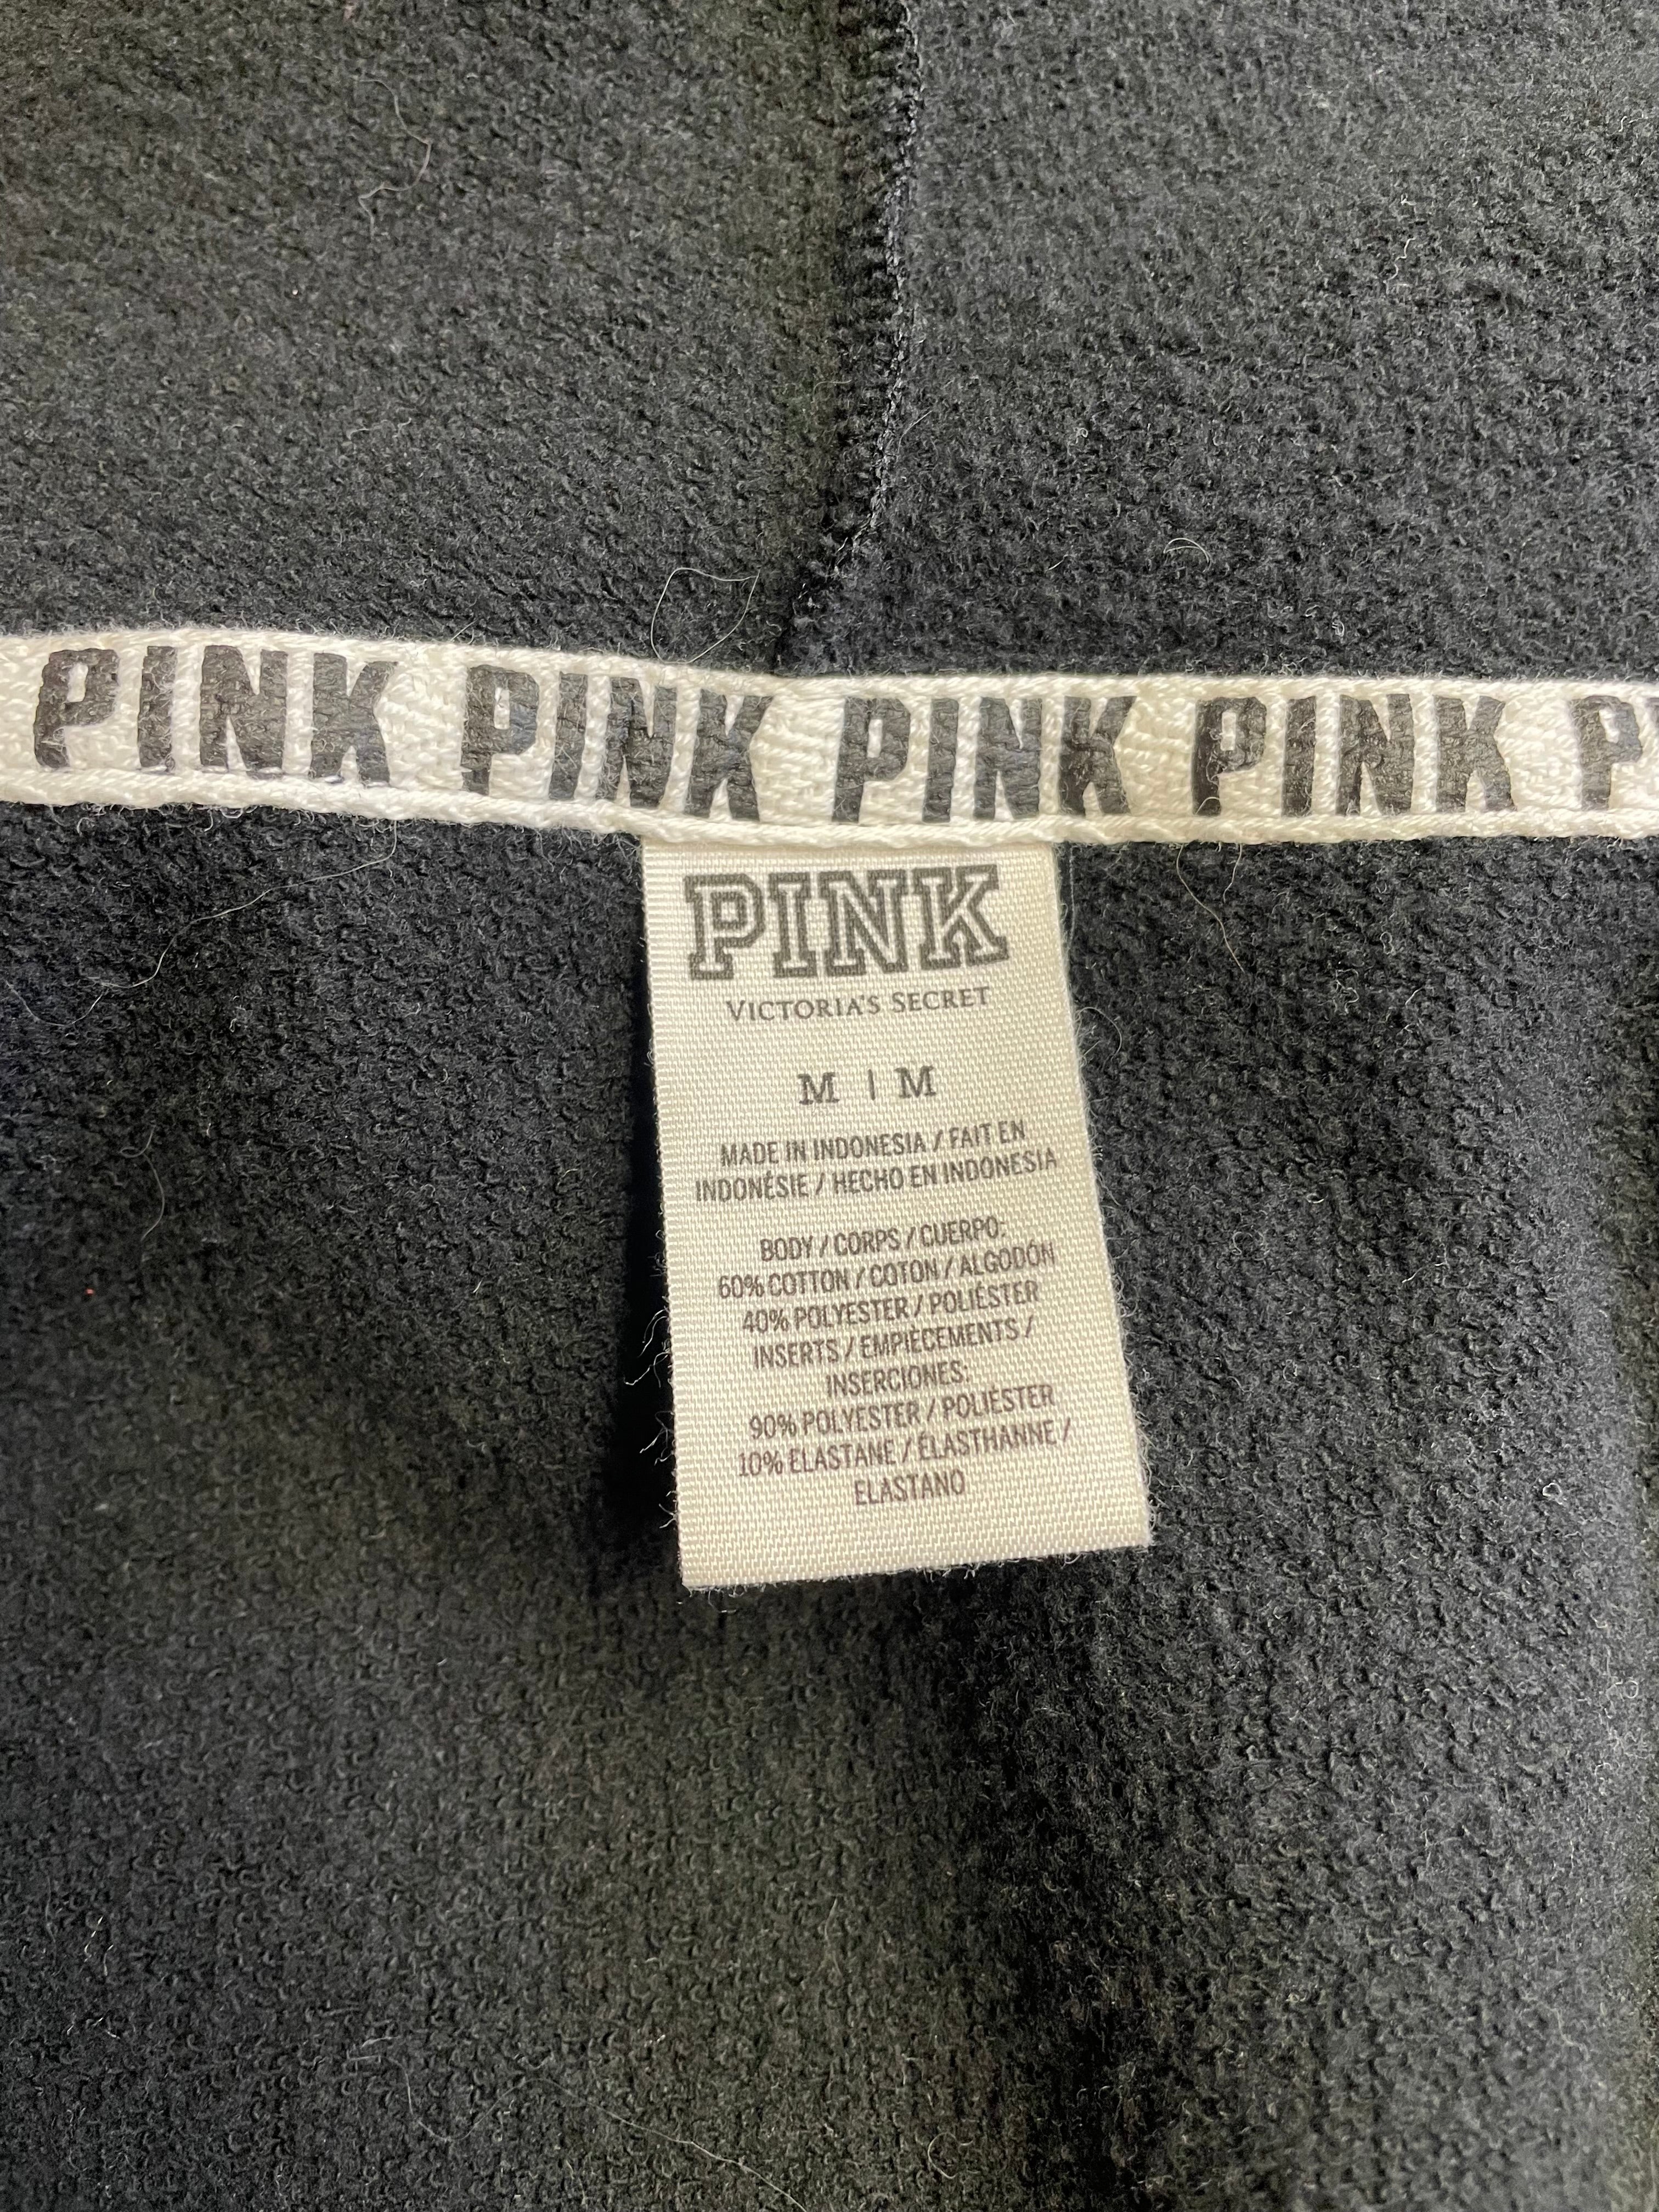 PINK PINK PINK PINK P
PINK
VICTORIA'S SECRET
M | M
MADE IN INDONESIA / FAIT EN
INDONÉSIE / HECHO EN INDONESIA
BODY / CORPS / CUERPO:
60% COTTON / COTON / ALGODÓN
40% POLYESTER / POLIÉSTER
INSERTS / EMPIÈCEMENTS /
INSERCIONES:
90% POLYESTER / POLIÉSTER
10% ELASTANE / ÉLASTHANNE /
ELASTANO